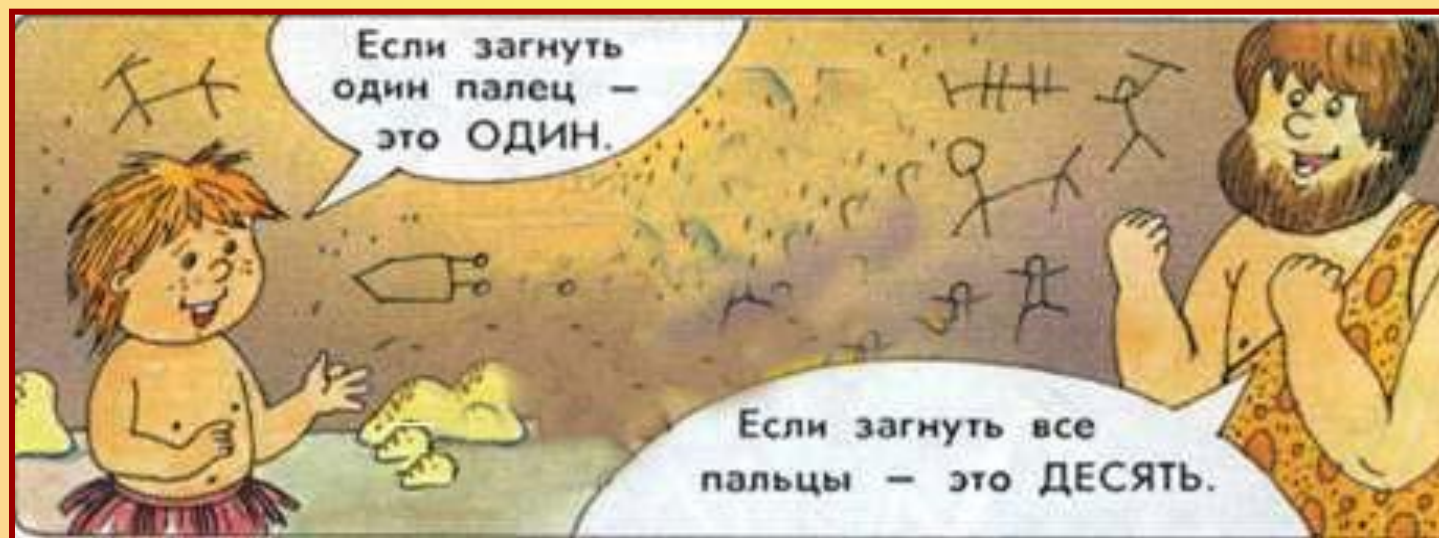 Если загнуть
один палец –
это ОДИН.
Если загнуть все
пальцы – это ДЕСЯТЬ.